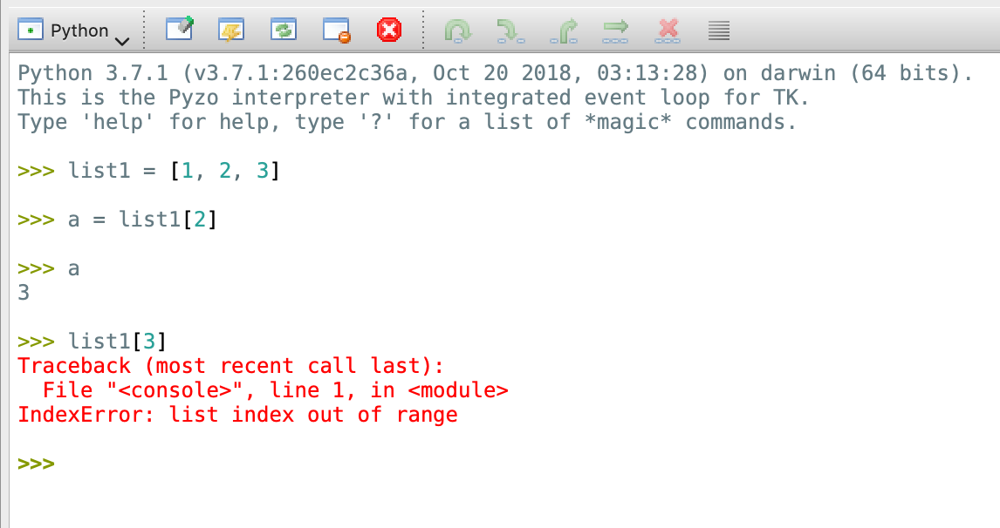 Python
Python 3.7.1 (v3.7.1:260ec2c36a, Oct 20 2018, 03:13:28) on darwin (64 bits).
This is the Pyzo interpreter with integrated event loop for TK.
Type 'help' for help, type '?' for a list of *magic* commands.
>>> list1 = [1, 2, 3]
>>> a = list1[2]
>>> a
3
>>> list1[3]
Traceback (most recent call last):
  File "<console>", line 1, in <module>
IndexError: list index out of range
>>>